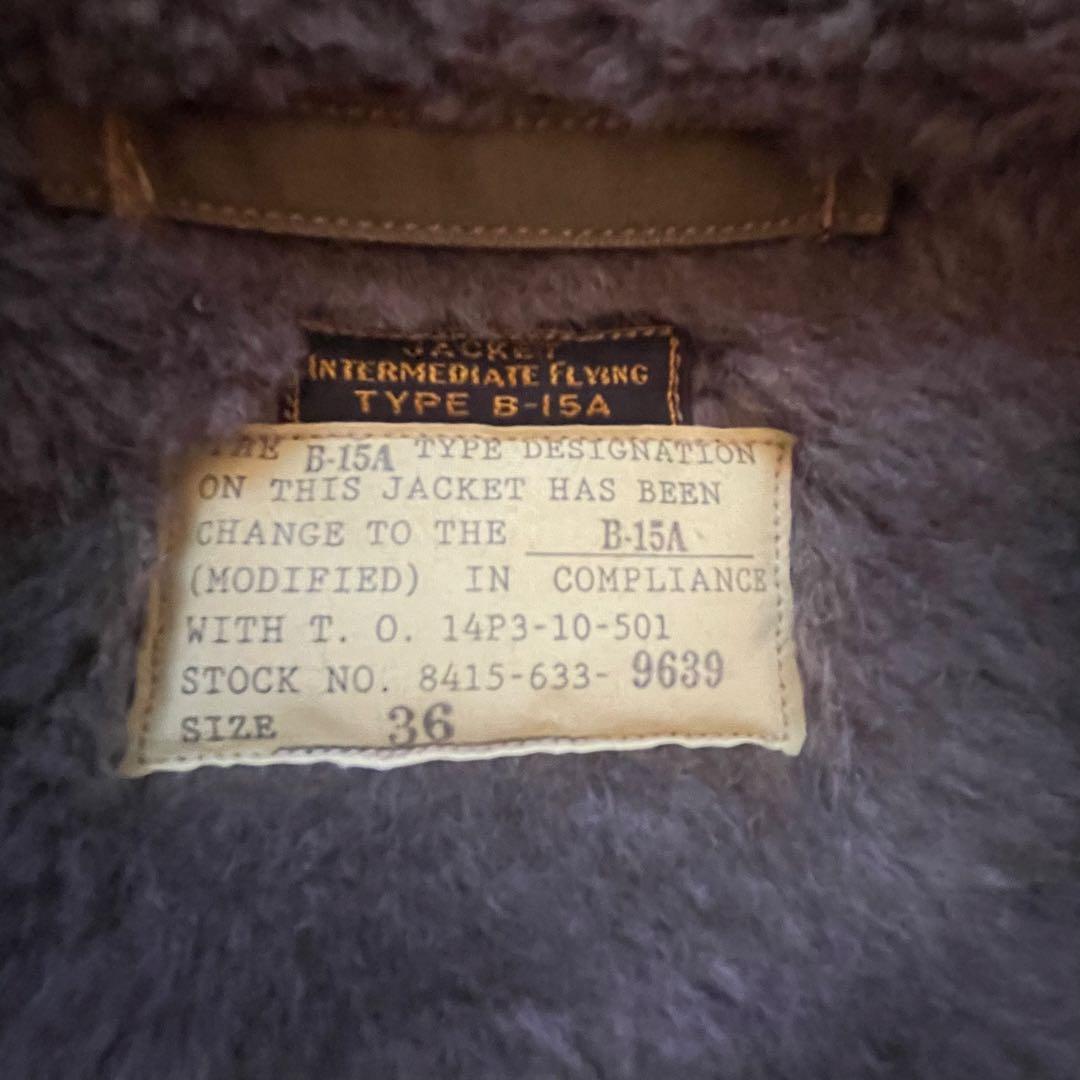 JACKET
INTERMEDIATE FLYING
TYPE B-15A
THE B-15A TYPE DESIGNATION
ON THIS JACKET HAS BEEN
CHANGE TO THE B-15A
(MODIFIED) IN COMPLIANCE
WITH T. O. 14P3-10-501
STOCK NO. 8415-633-9639
SIZE 36